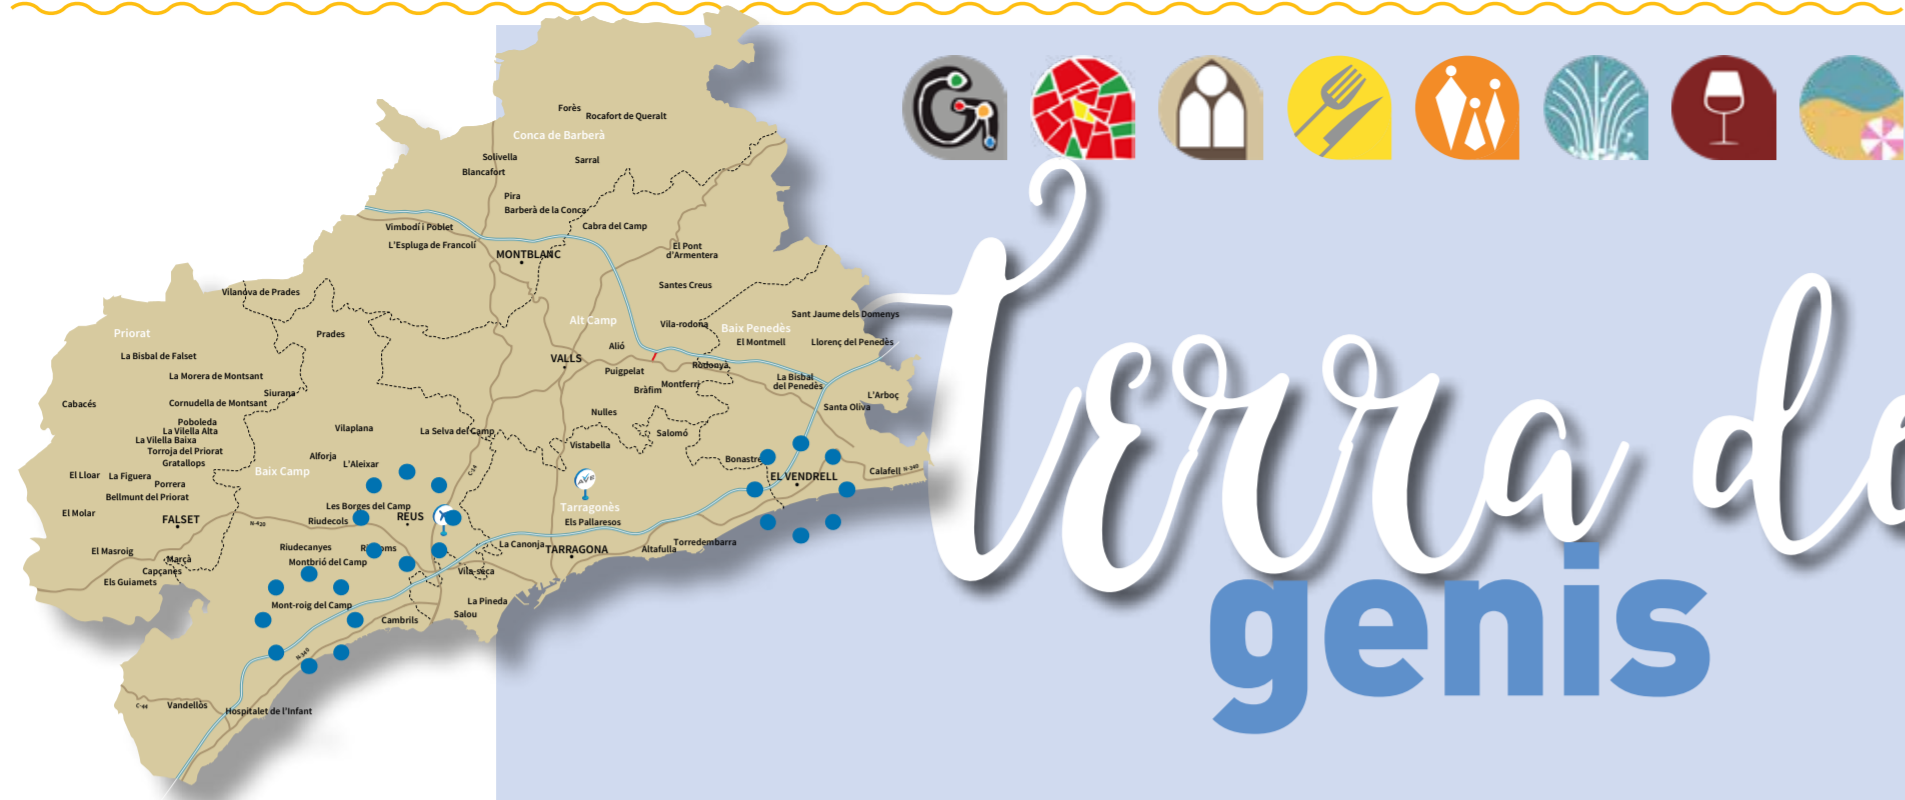 Forès
Rocafort de Queralt
Conca de Barberà
Solivella
Sarral
Blancafort
Pira
Barberà de la Conca
Vimbodí i Poblet
Cabra del Camp
L'Espluga de Francolí
El Pont
d'Armentera
MONTBLANC
Santes Creus
Vilanova de Prades
Sant Jaume dels Domenys
Priorat
Prades
Alt Camp
Vila-rodona
Baix Penedès
El Montmell
Llorenç del Penedès
Alió
La Bisbal de Falset
VALLS
Rodonyà
Puigpelat
La Morera de Montsant
La Bisbal
del Penedès
Montferri
Bràfim
Siurana
L'Arboç
Cabacés
Cornudella de Montsant
Santa Oliva
Nulles
Poboleda
La Vilella Alta
Vilaplana
La Selva del Camp
Salomó
La Vilella Baixa
Vistabella
Torroja del Priorat
Alforja
L'Aleixar
Bonastre
Gratallops
Baix Camp
C-14
Calafell
N-340
El Lloar
La Figuera
EL VENDRELL
Porrera
AVE
Bellmunt del Priorat
Les Borges del Camp
Tarragonès
El Molar
FALSET
N-420
Riudecols
REUS
Els Pallaresos
Riudecanyes
La Canonja
TARRAGONA
Altafulla
Torredembarra
El Masroig
Marçà
Montbrió del Camp
Capçanes
Vila-seca
Els Guiamets
Mont-roig del Camp
La Pineda
Salou
Cambrils
N-340
C-44
Vandellòs
Hospitalet de l'Infant
terra de
genis